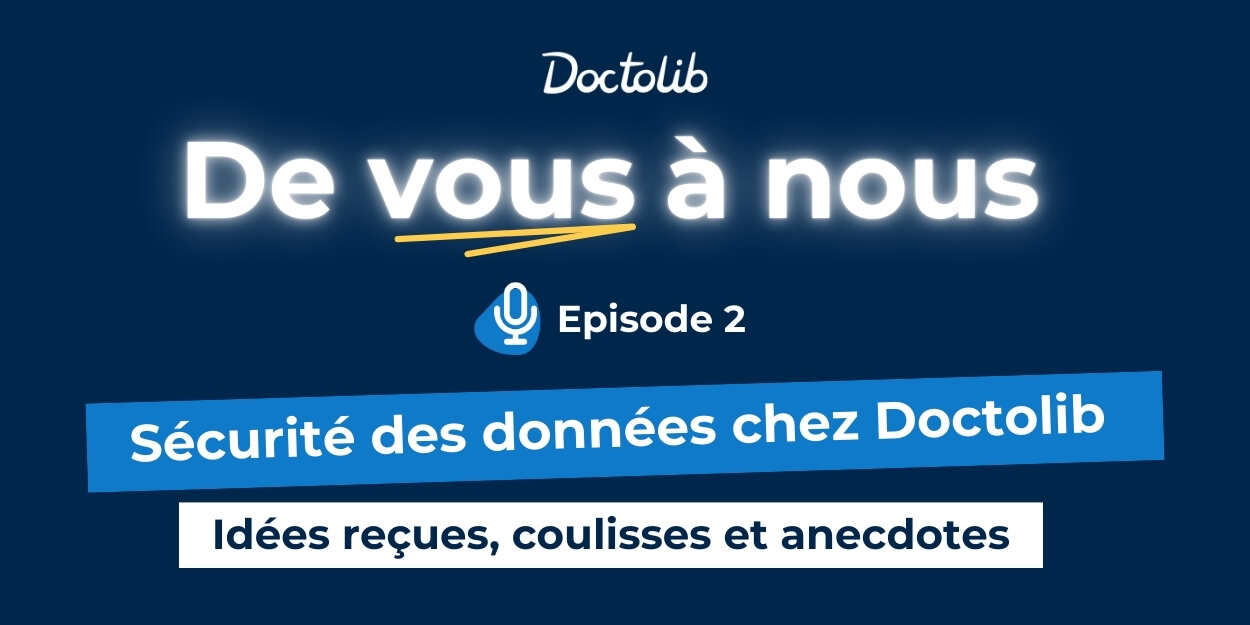 Doctolib
De vous à nous
Episode 2
Sécurité des données chez Doctolib
Idées reçues, coulisses et anecdotes